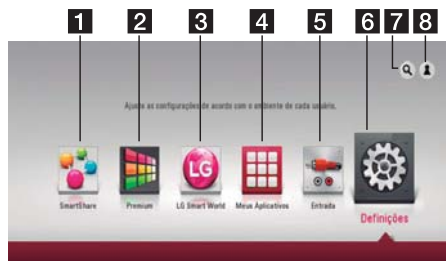 1 2 3 4 5 6 7 8
Ajuste as configurações de acordo com o ambiente de cada usuário.
LG
SmartShare Premium LG Smart World Meus Aplicativos Entrada
Definições